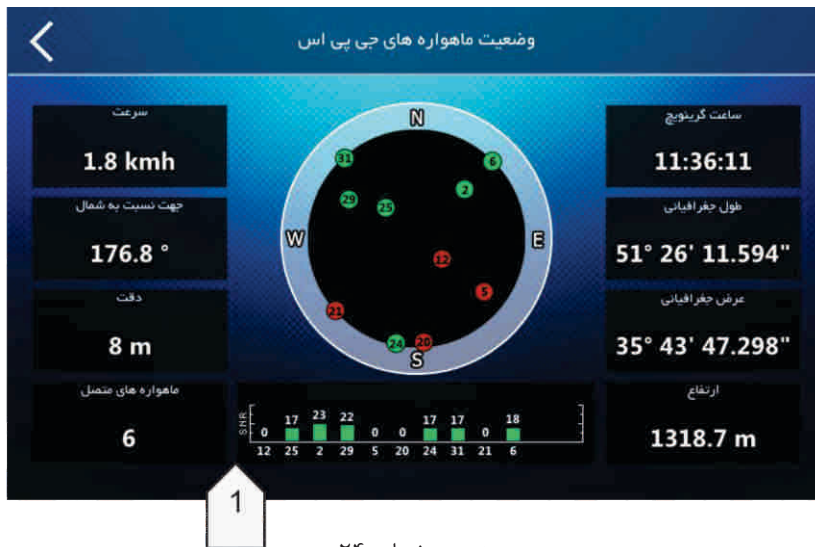 وضعیت ماهواره های جی پی اس
ساعت گرینویچ
11:36:11
طول جغرافیائی
51° 26' 11.594"
عرض جغرافیائی
35° 43' 47.298"
ارتفاع
1318.7 m
N
31
6
2
29
25
W
E
12
5
21
24
20
S
سرعت
1.8 kmh
جهت نسبت به شمال
176.8 °
دقت
8 m
ماهواره های متصل
6
SNR
0 17 23 22 0 0 17 17 0 18
12 25 2 29 5 20 24 31 21 6
1